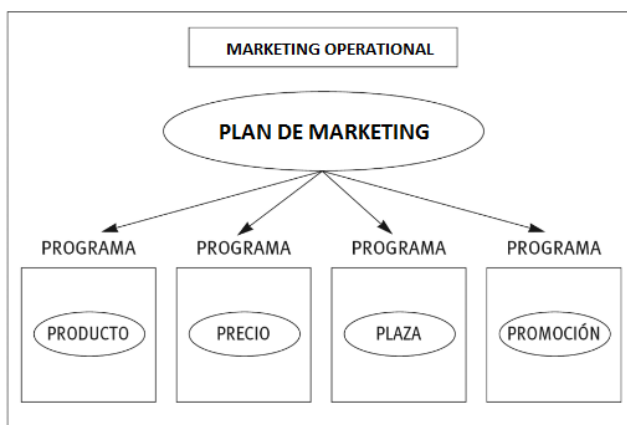 MARKETING OPERATIONAL
PLAN DE MARKETING
PROGRAMA PROGRAMA PROGRAMA PROGRAMA
PRODUCTO PRECIO PLAZA PROMOCIÓN